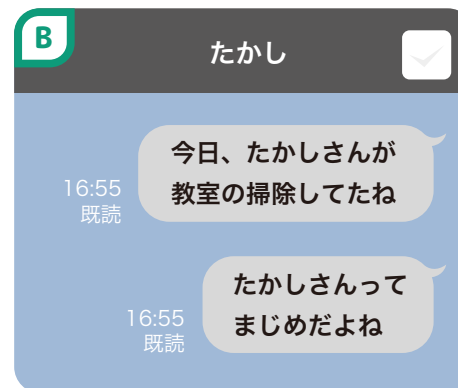 B
たかし
今日、たかしさんが
教室の掃除してたね
16:55
既読
たかしさんって
まじめだよね
16:55
既読